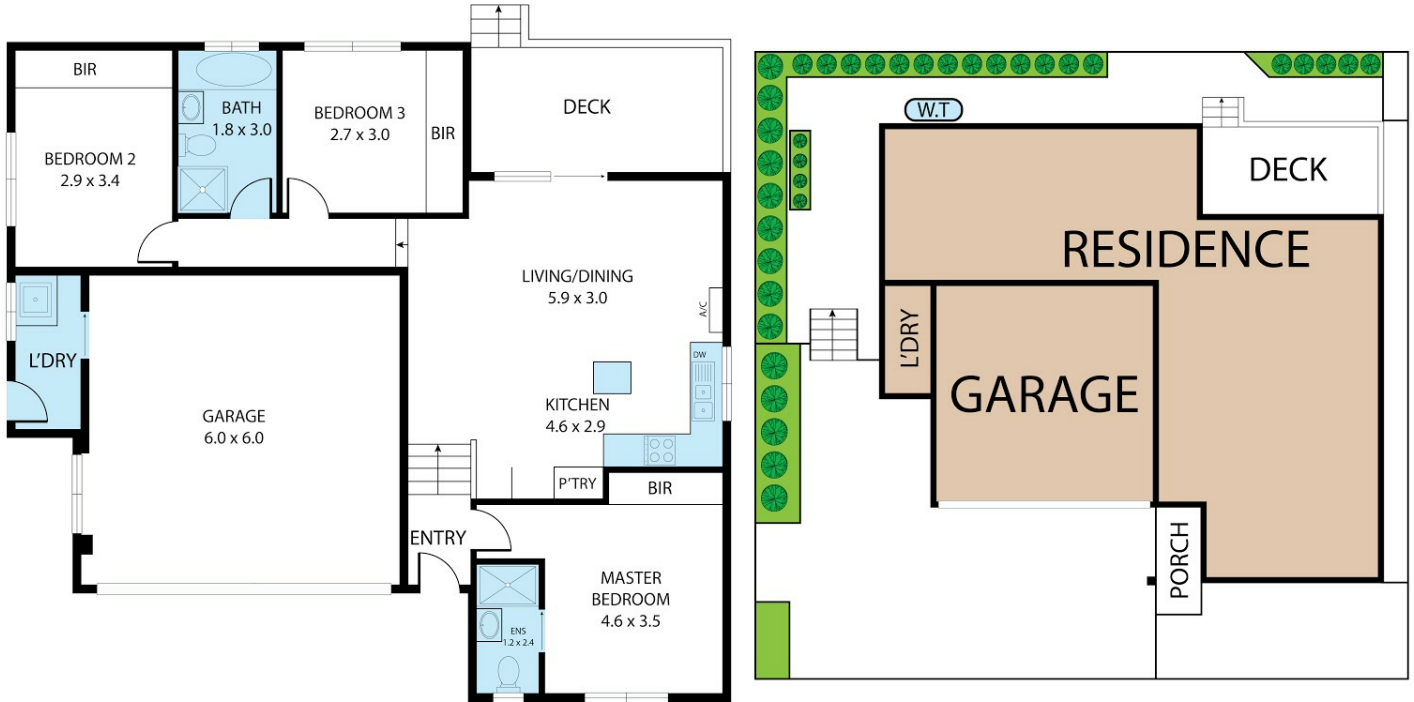 BIR
BEDROOM 2
2.9 x 3.4
BATH
1.8 x 3.0
BEDROOM 3
2.7 x 3.0
BIR
DECK
LIVING/DINING
5.9 x 3.0
A/C
L'DRY
GARAGE
6.0 x 6.0
DW
KITCHEN
4.6 x 2.9
P'TRY
BIR
ENTRY
MASTER
BEDROOM
4.6 x 3.5
ENS
1.2 x 2.4
W.T
DECK
RESIDENCE
L'DRY
GARAGE
PORCH